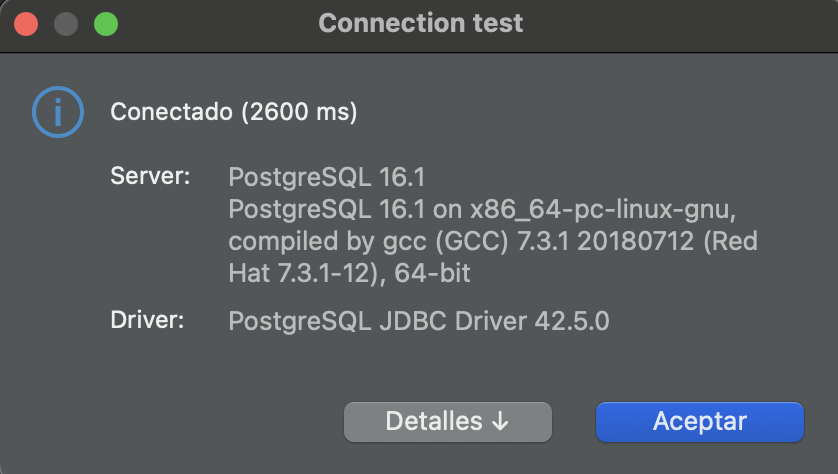 Connection test
Conectado (2600 ms)
Server:
PostgreSQL 16.1
PostgreSQL 16.1 on x86_64-pc-linux-gnu,
compiled by gcc (GCC) 7.3.1 20180712 (Red
Hat 7.3.1-12), 64-bit
Driver:
PostgreSQL JDBC Driver 42.5.0
Detalles ↓
Aceptar